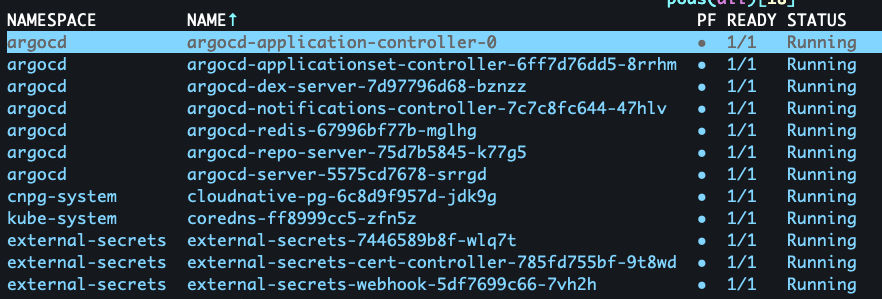 pods(all)[18]
NAMESPACE NAME↑ PF READY STATUS
argocd argocd-application-controller-0 ● 1/1 Running
argocd argocd-applicationset-controller-6ff7d76dd5-8rrhm ● 1/1 Running
argocd argocd-dex-server-7d97796d68-bznzz ● 1/1 Running
argocd argocd-notifications-controller-7c7c8fc644-47hlv ● 1/1 Running
argocd argocd-redis-67996bf77b-mglhg ● 1/1 Running
argocd argocd-repo-server-75d7b5845-k77g5 ● 1/1 Running
argocd argocd-server-5575cd7678-srrgd ● 1/1 Running
cnpg-system cloudnative-pg-6c8d9f957d-jdk9g ● 1/1 Running
kube-system coredns-ff8999cc5-zfn5z ● 1/1 Running
external-secrets external-secrets-7446589b8f-wlq7t ● 1/1 Running
external-secrets external-secrets-cert-controller-785fd755bf-9t8wd ● 1/1 Running
external-secrets external-secrets-webhook-5df7699c66-7vh2h ● 1/1 Running